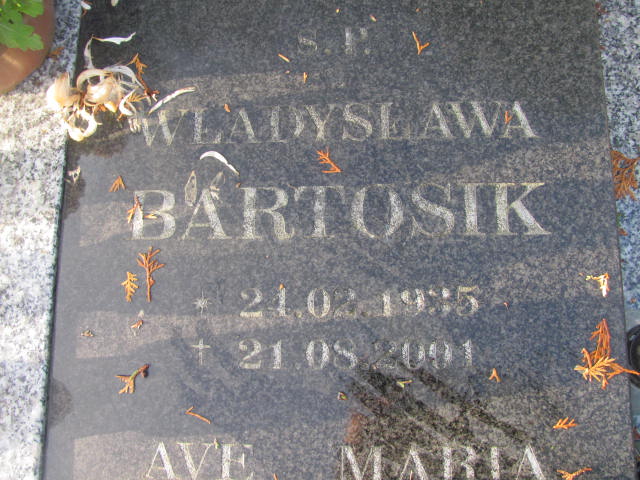 Ś.P.
WŁADYSŁAWA
BARTOSIK
* 24.02.1935
† 21.08.2001
AVE MARIA